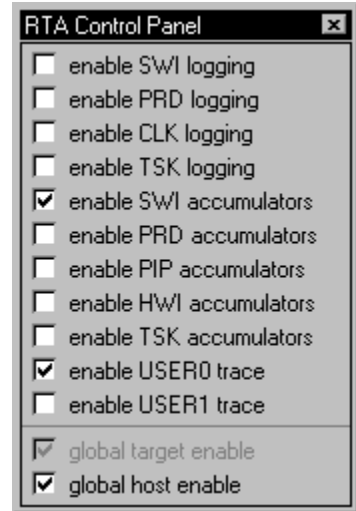 RTA Control Panel
enable SWI logging
enable PRD logging
enable CLK logging
enable TSK logging
enable SWI accumulators
enable PRD accumulators
enable PIP accumulators
enable HWI accumulators
enable TSK accumulators
enable USER0 trace
enable USER1 trace
global target enable
global host enable